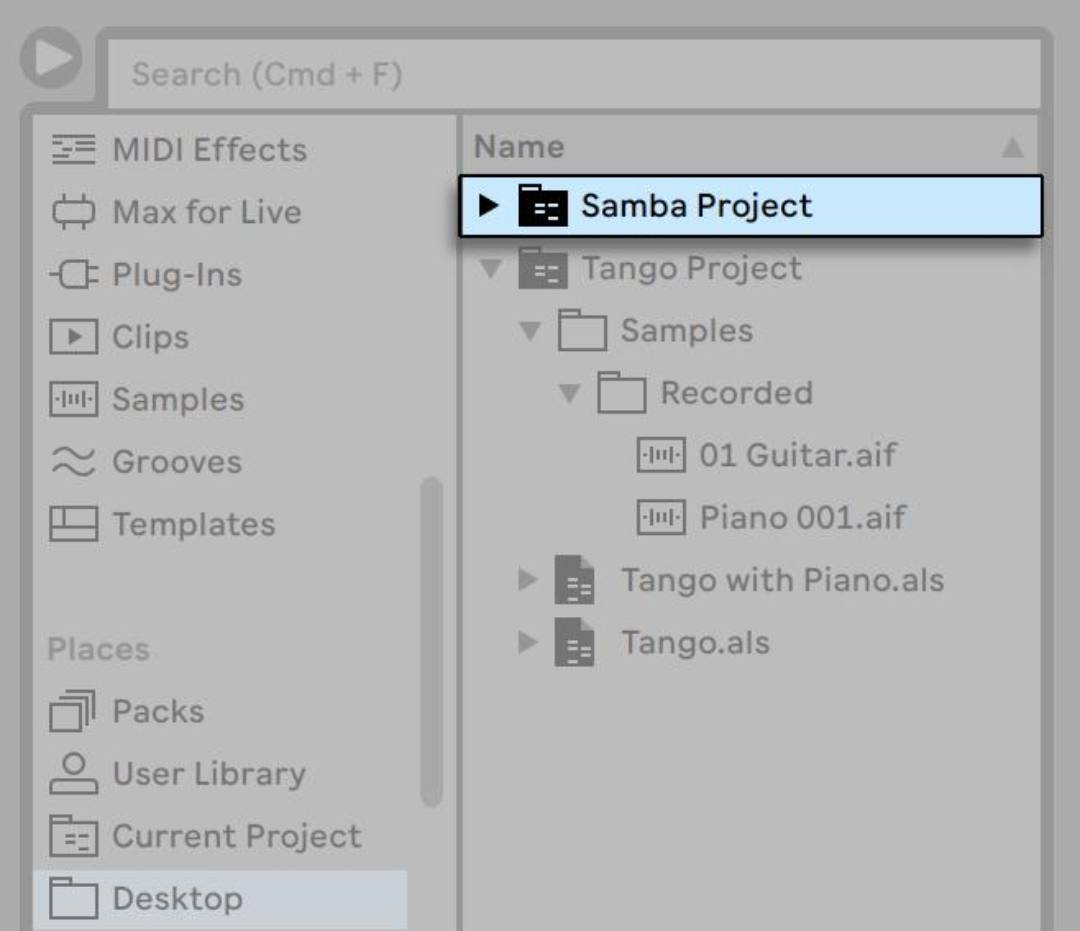 Search (Cmd + F)
MIDI Effects
Max for Live
Plug-Ins
Clips
Samples
Grooves
Templates
Places
Packs
User Library
Current Project
Desktop
Name
Samba Project
Tango Project
Samples
Recorded
01 Guitar.aif
Piano 001.aif
Tango with Piano.als
Tango.als